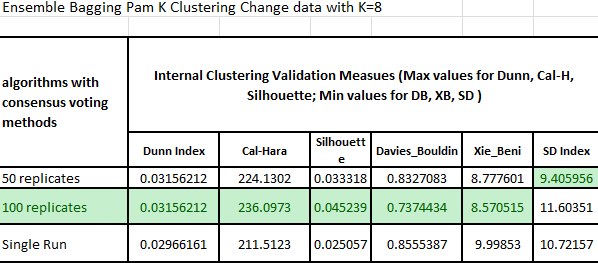 Ensemble Bagging Pam K Clustering Change data with K=8
algorithms with
consensus voting
methods
Internal Clustering Validation Measues (Max values for Dunn, Cal-H,
Silhouette; Min values for DB, XB, SD )
Dunn Index Cal-Hara Silhouett
e Davies_Bouldin Xie_Beni SD Index
50 replicates 0.03156212 224.1302 0.033318 0.8327083 8.777601 9.405956
100 replicates 0.03156212 236.0973 0.045239 0.7374434 8.570515 11.60351
Single Run 0.02966161 211.5123 0.025057 0.8555387 9.99853 10.72157